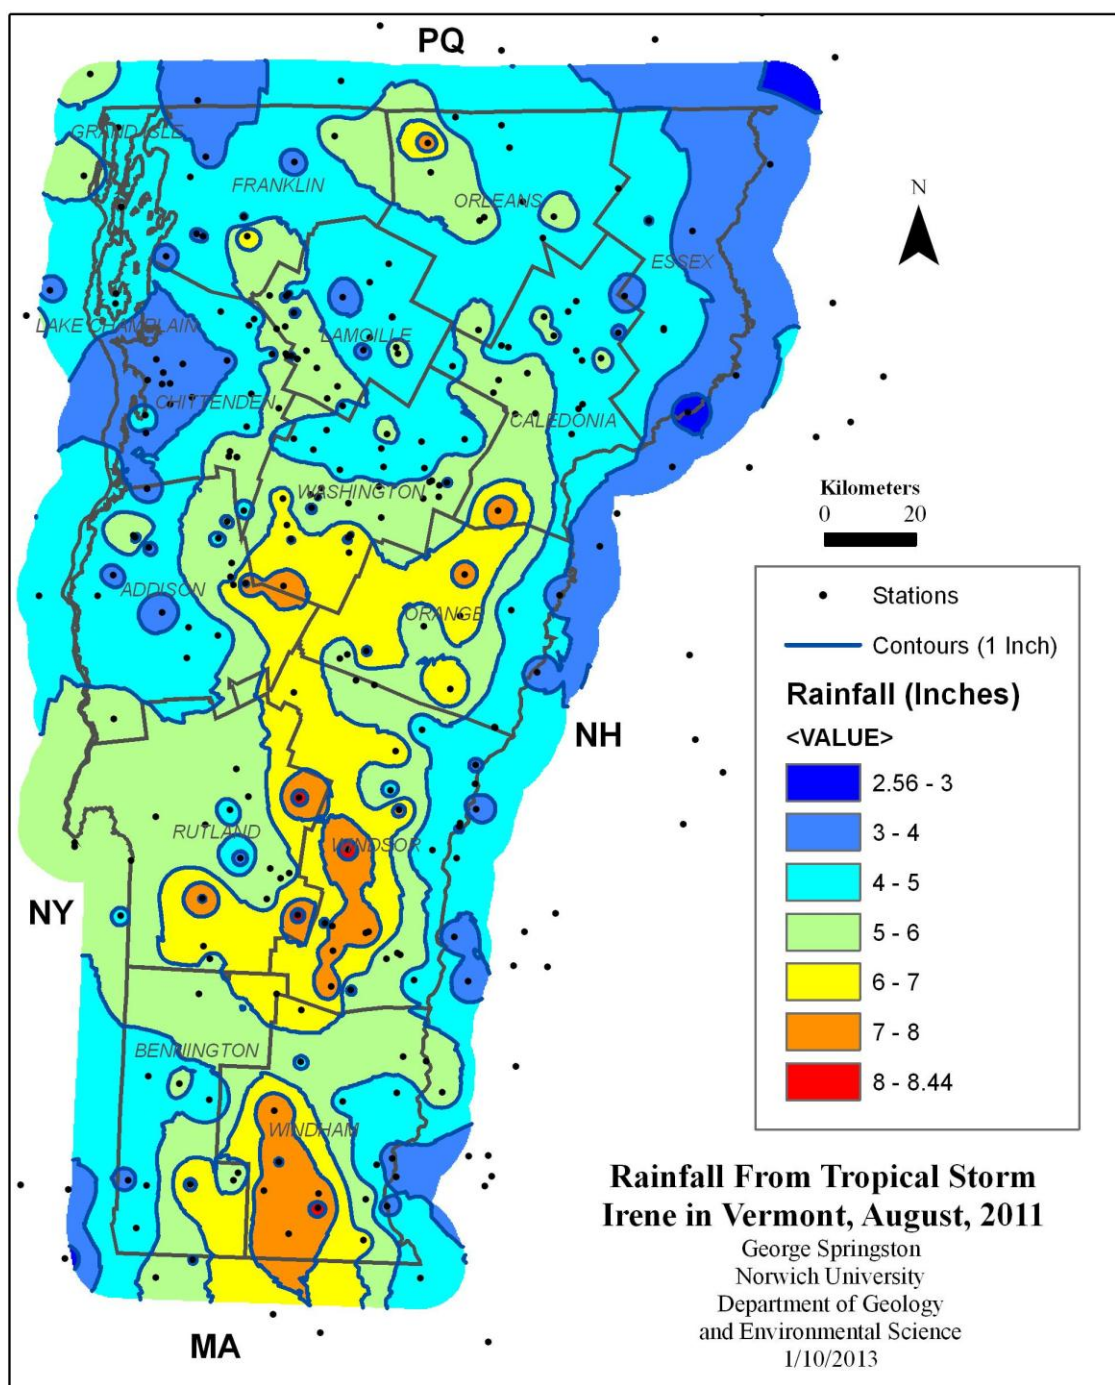 PQ
GRAND ISLE
FRANKLIN
ORLEANS
N
ESSEX
LAKE CHAMPLAIN
LAMOILLE
CHITTENDEN
CALEDONIA
WASHINGTON
Kilometers
0 20
ADDISON
ORANGE
Stations
Contours (1 Inch)
Rainfall (Inches)
<VALUE>
NH
2.56 - 3
3 - 4
RUTLAND
WINDSOR
4 - 5
NY
5 - 6
6 - 7
7 - 8
BENNINGTON
8 - 8.44
WINDHAM
Rainfall From Tropical Storm
Irene in Vermont, August, 2011
George Springston
Norwich University
Department of Geology
and Environmental Science
1/10/2013
MA